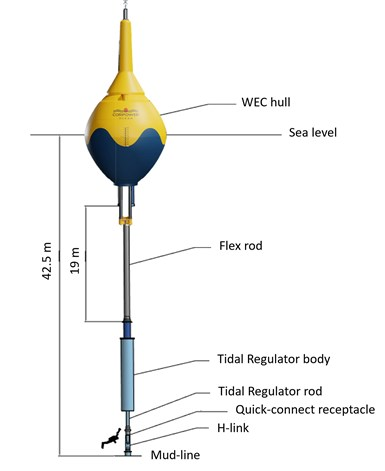 WEC hull
Sea level
42.5 m
19 m
Flex rod
Tidal Regulator body
Tidal Regulator rod
Quick-connect receptacle
H-link
Mud-line